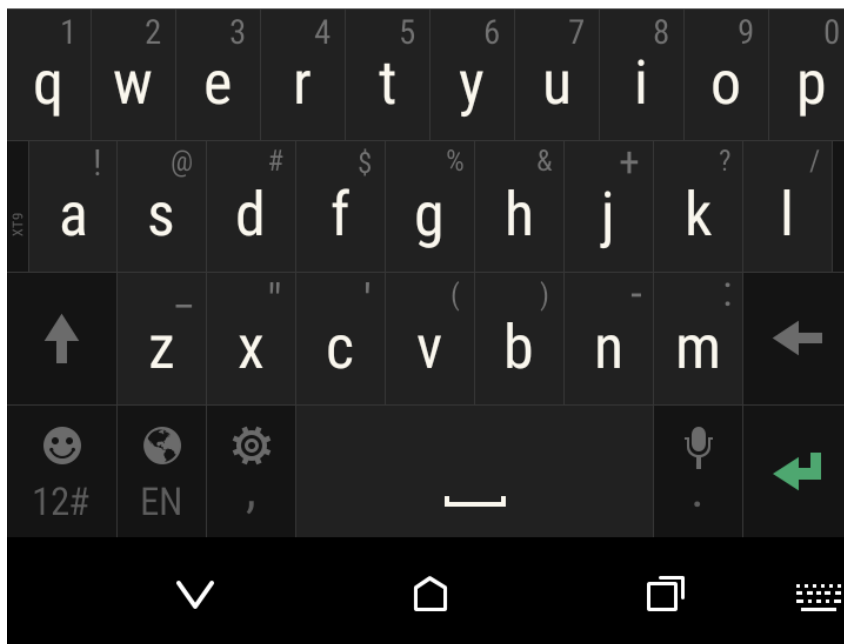 1 2 3 4 5 6 7 8 9 0
q w e r t y u i o p
! @ # $ % & + ? /
XT9 a s d f g h j k l
_ " ' ( ) - :
z x c v b n m
12# EN , .